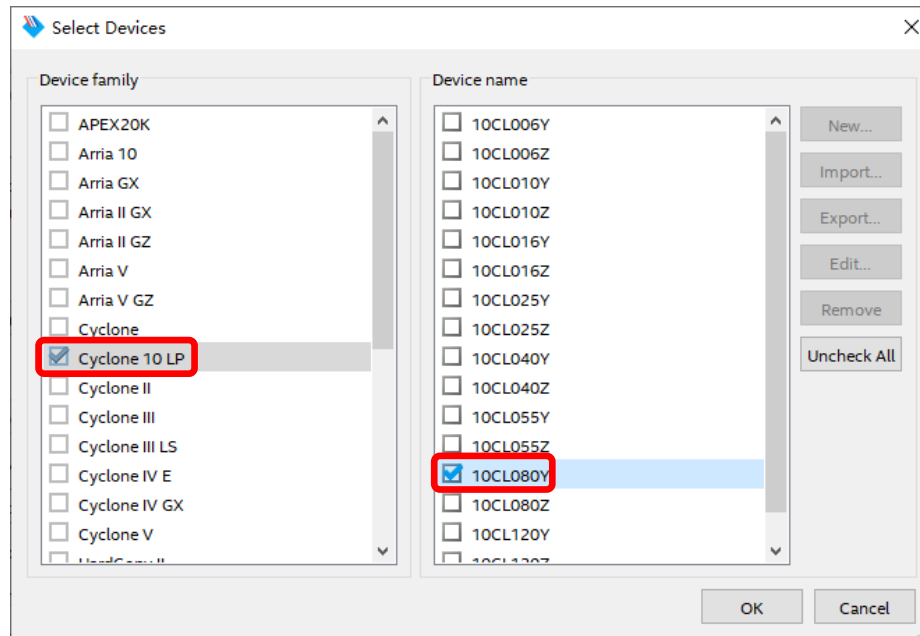 Select Devices
Device family
APEX20K
Arria 10
Arria GX
Arria II GX
Arria II GZ
Arria V
Arria V GZ
Cyclone
Cyclone 10 LP
Cyclone II
Cyclone III
Cyclone III LS
Cyclone IV E
Cyclone IV GX
Cyclone V
Device name
10CL006Y
10CL006Z
10CL010Y
10CL010Z
10CL016Y
10CL016Z
10CL025Y
10CL025Z
10CL040Y
10CL040Z
10CL055Y
10CL055Z
10CL080Y
10CL080Z
10CL120Y
New...
Import...
Export...
Edit...
Remove
Uncheck All
OK
Cancel